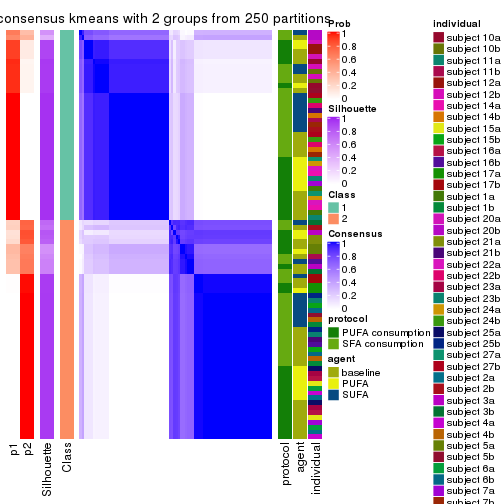 consensus kmeans with 2 groups from 250 partitions
Prob
1
0.8
0.6
0.4
0.2
0
Silhouette
1
0.8
0.6
0.4
0.2
0
Class
1
2
Consensus
1
0.8
0.6
0.4
0.2
0
protocol
PUFA consumption
SFA consumption
agent
baseline
PUFA
SUFA
individual
subject 10a
subject 10b
subject 11a
subject 11b
subject 12a
subject 12b
subject 14a
subject 14b
subject 15a
subject 15b
subject 16a
subject 16b
subject 17a
subject 17b
subject 1a
subject 1b
subject 20a
subject 20b
subject 21a
subject 21b
subject 22a
subject 22b
subject 23a
subject 23b
subject 24a
subject 24b
subject 25a
subject 25b
subject 27a
subject 27b
subject 2a
subject 2b
subject 3a
subject 3b
subject 4a
subject 4b
subject 5a
subject 5b
subject 6a
subject 6b
subject 7a
subject 7b
p1
p2
Silhouette
Class
protocol
agent
individual